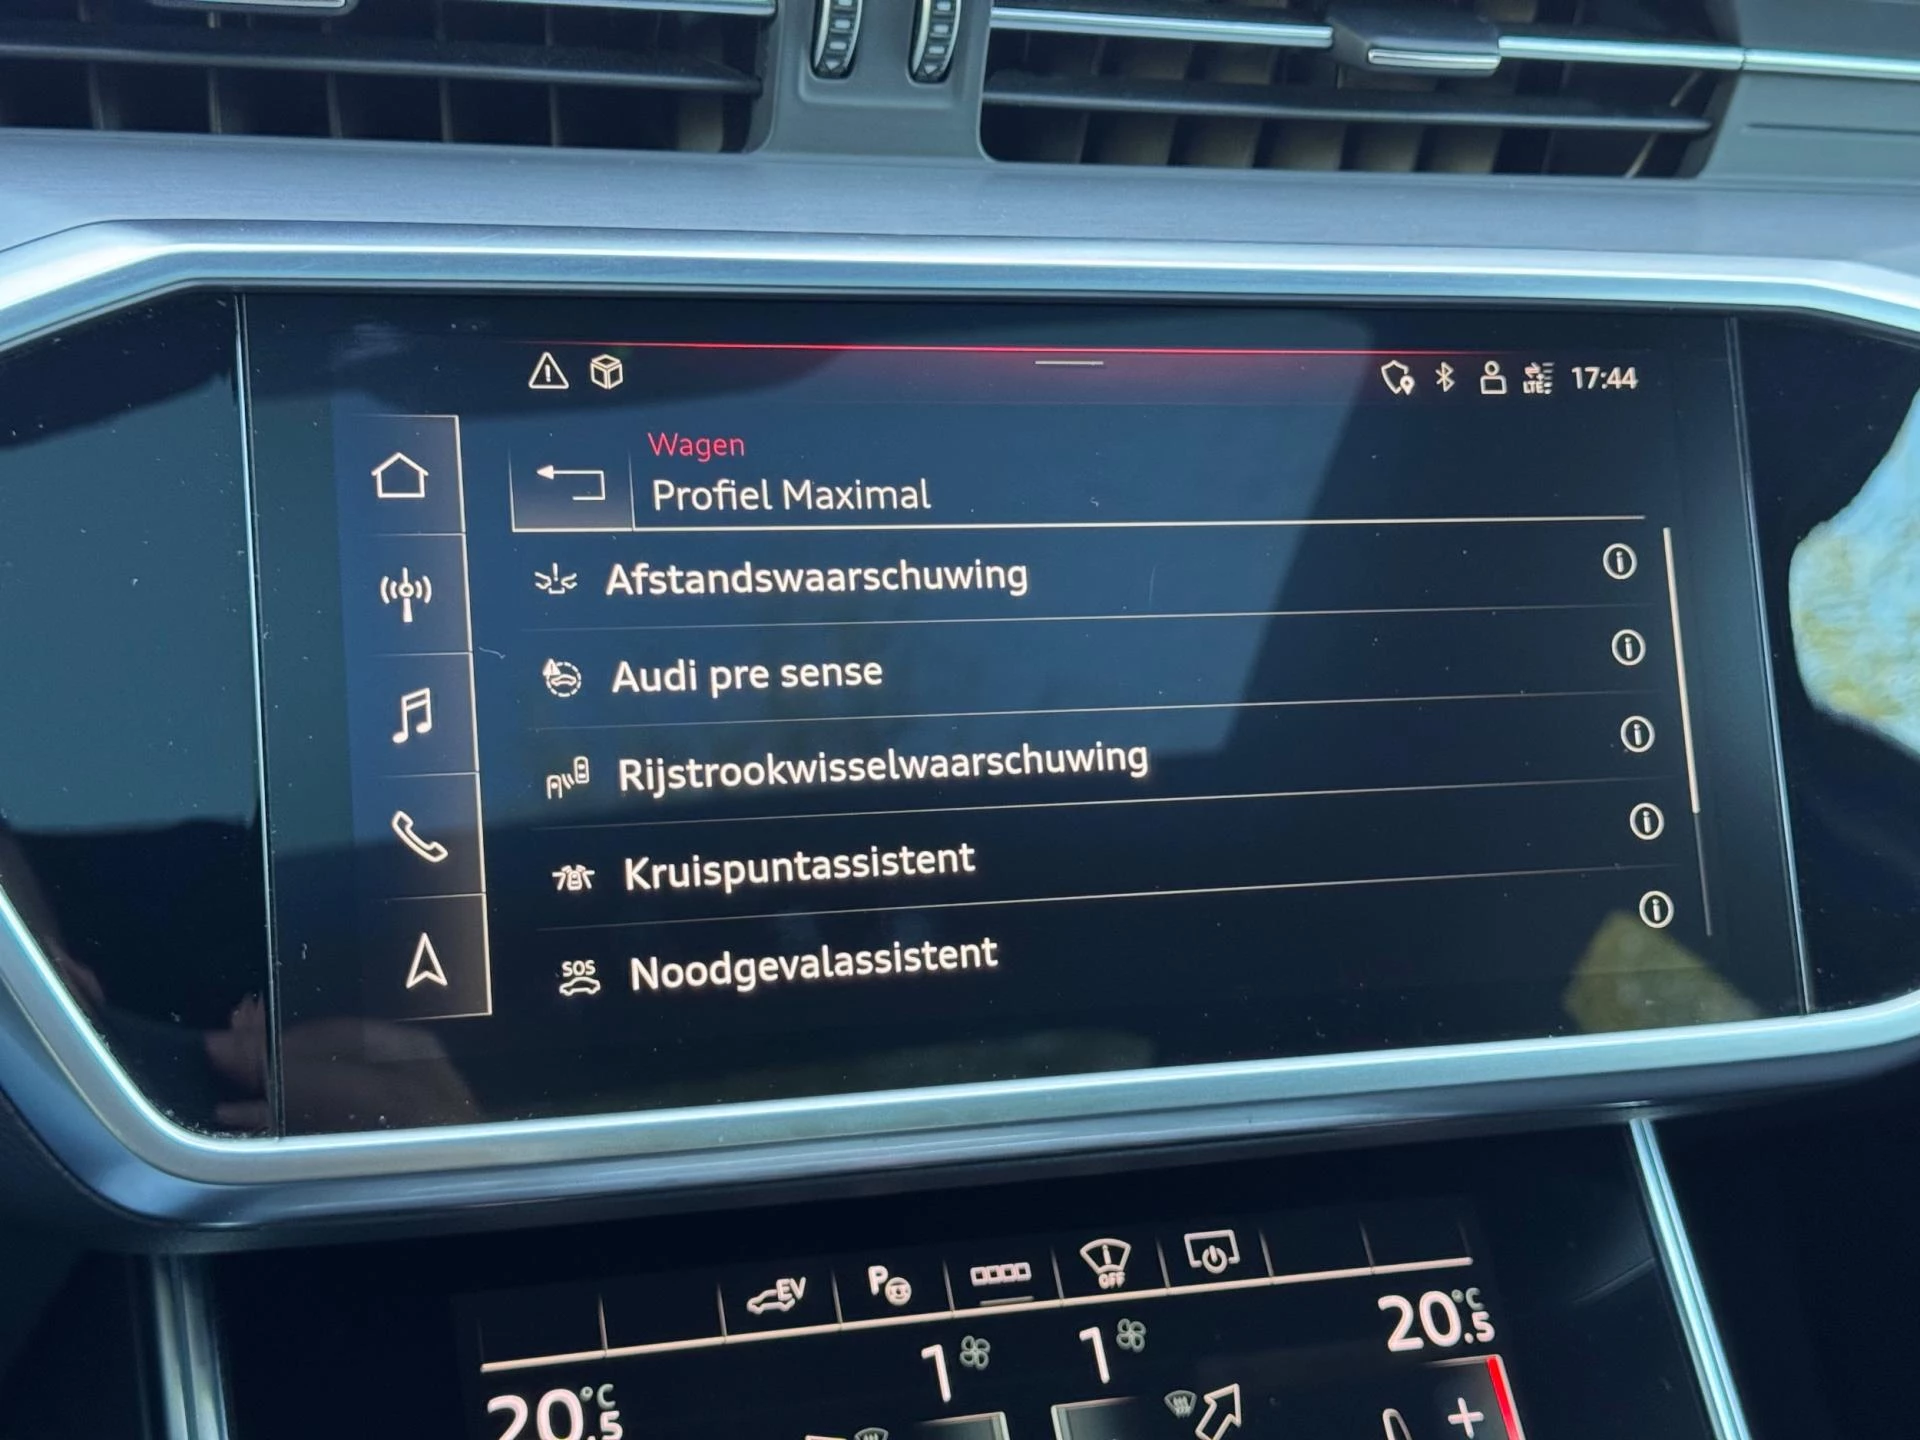 LTE 17:44
Wagen
Profiel Maximal
Afstandswaarschuwing
Audi pre sense
Rijstrookwisselwaarschuwing
Kruispuntassistent
SOS Noodgevalassistent
EV P OFF
20.5 °C 1 1 20.5 °C
+